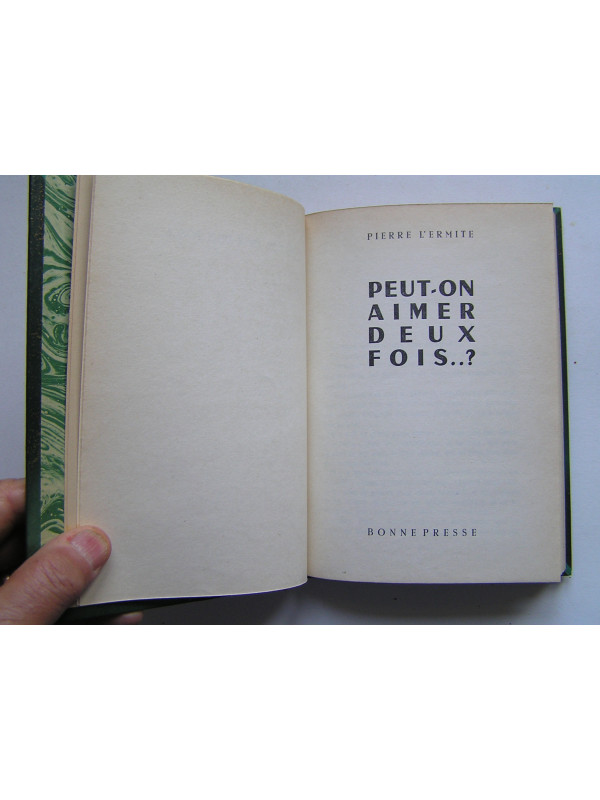 PIERRE L'ERMITE
PEUT-ON
AIMER
DEUX
FOIS..?
BONNE PRESSE